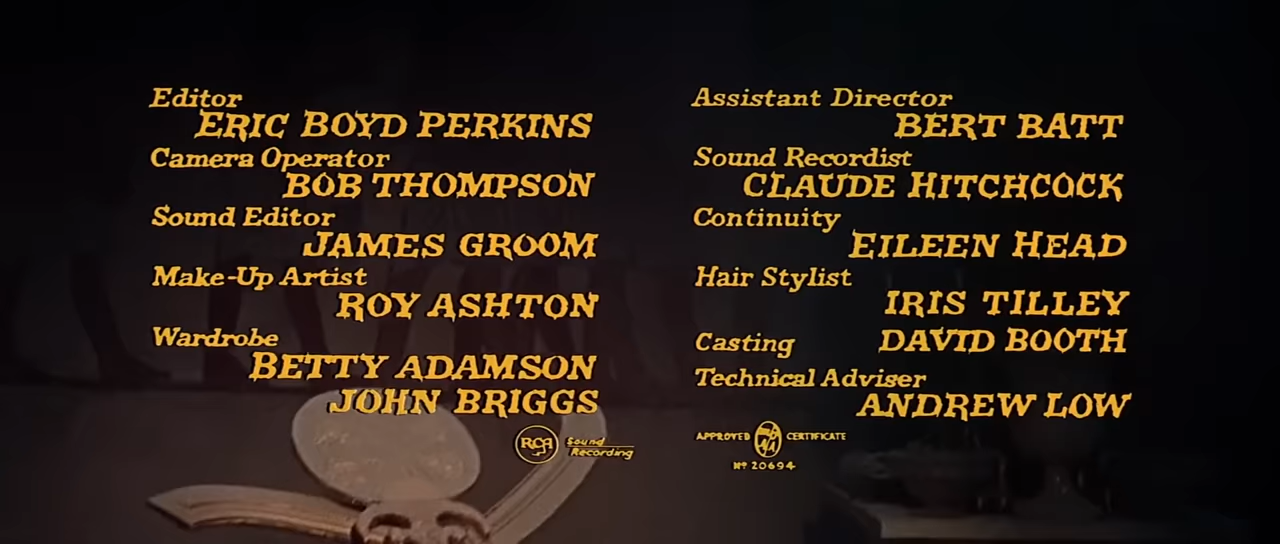 Editor
ERIC BOYD PERKINS
Camera Operator
BOB THOMPSON
Sound Editor
JAMES GROOM
Make-Up Artist
ROY ASHTON
Wardrobe
BETTY ADAMSON
JOHN BRIGGS
RCA Sound
Recording
Assistant Director
BERT BATT
Sound Recordist
CLAUDE HITCHCOCK
Continuity
EILEEN HEAD
Hair Stylist
IRIS TILLEY
Casting DAVID BOOTH
Technical Adviser
ANDREW LOW
APPROVED CERTIFICATE
Nº 20694